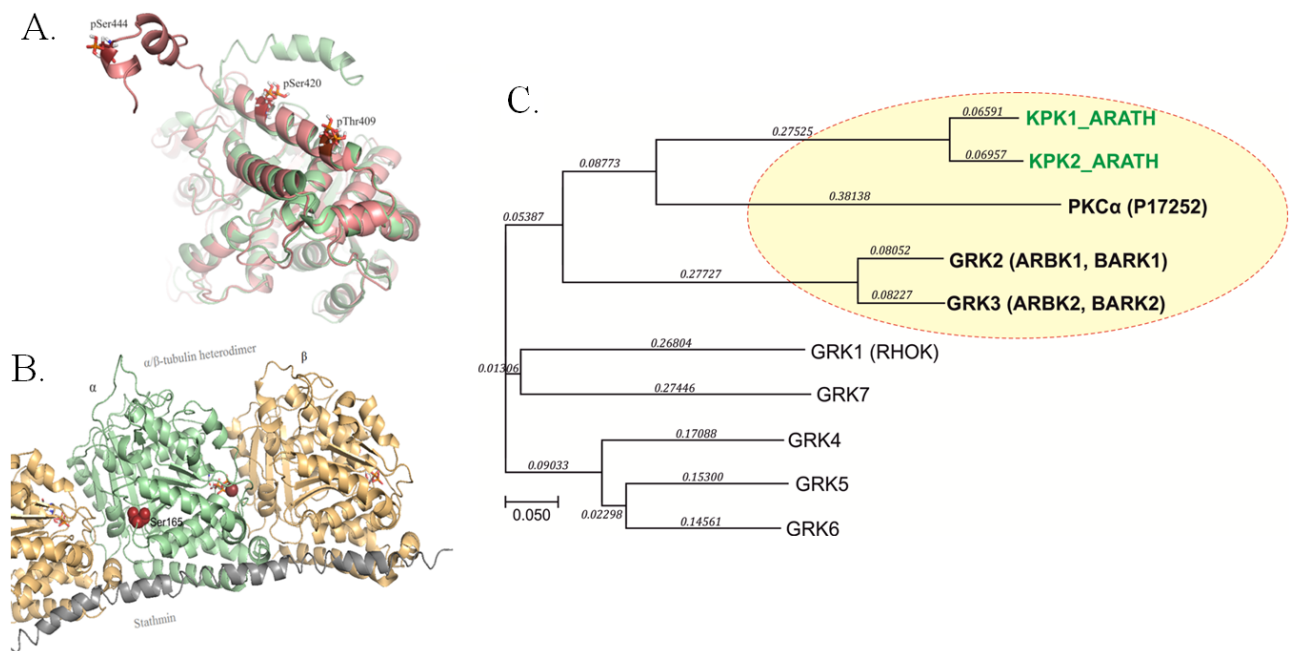 A.
pSer444
pSer420
pThr409
B.
α/β-tubulin heterodimer
α
β
Ser165
Stathmin
C.
0.06591
KPK1_ARATH
0.27525
0.06957
KPK2_ARATH
0.08773
0.38138
PKCα (P17252)
0.05387
0.08052
GRK2 (ARBK1, BARK1)
0.27727
0.08227
GRK3 (ARBK2, BARK2)
0.26804
GRK1 (RHOK)
0.01306
0.27446
GRK7
0.17088
GRK4
0.09033
0.15300
GRK5
0.02298
0.14561
GRK6
0.050